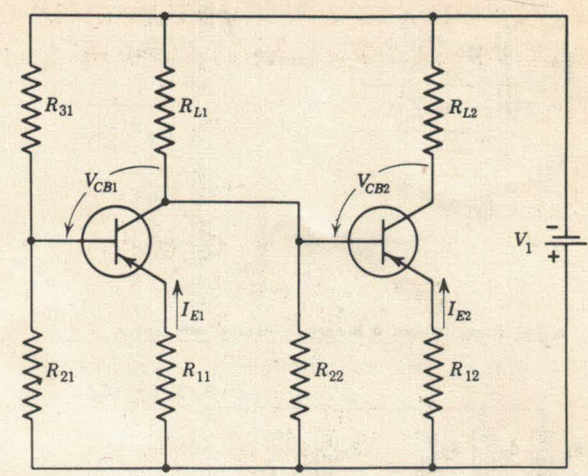 R31
RL1
RL2
VCB1
VCB2
V1
-
+
IE1
IE2
R21
R11
R22
R12